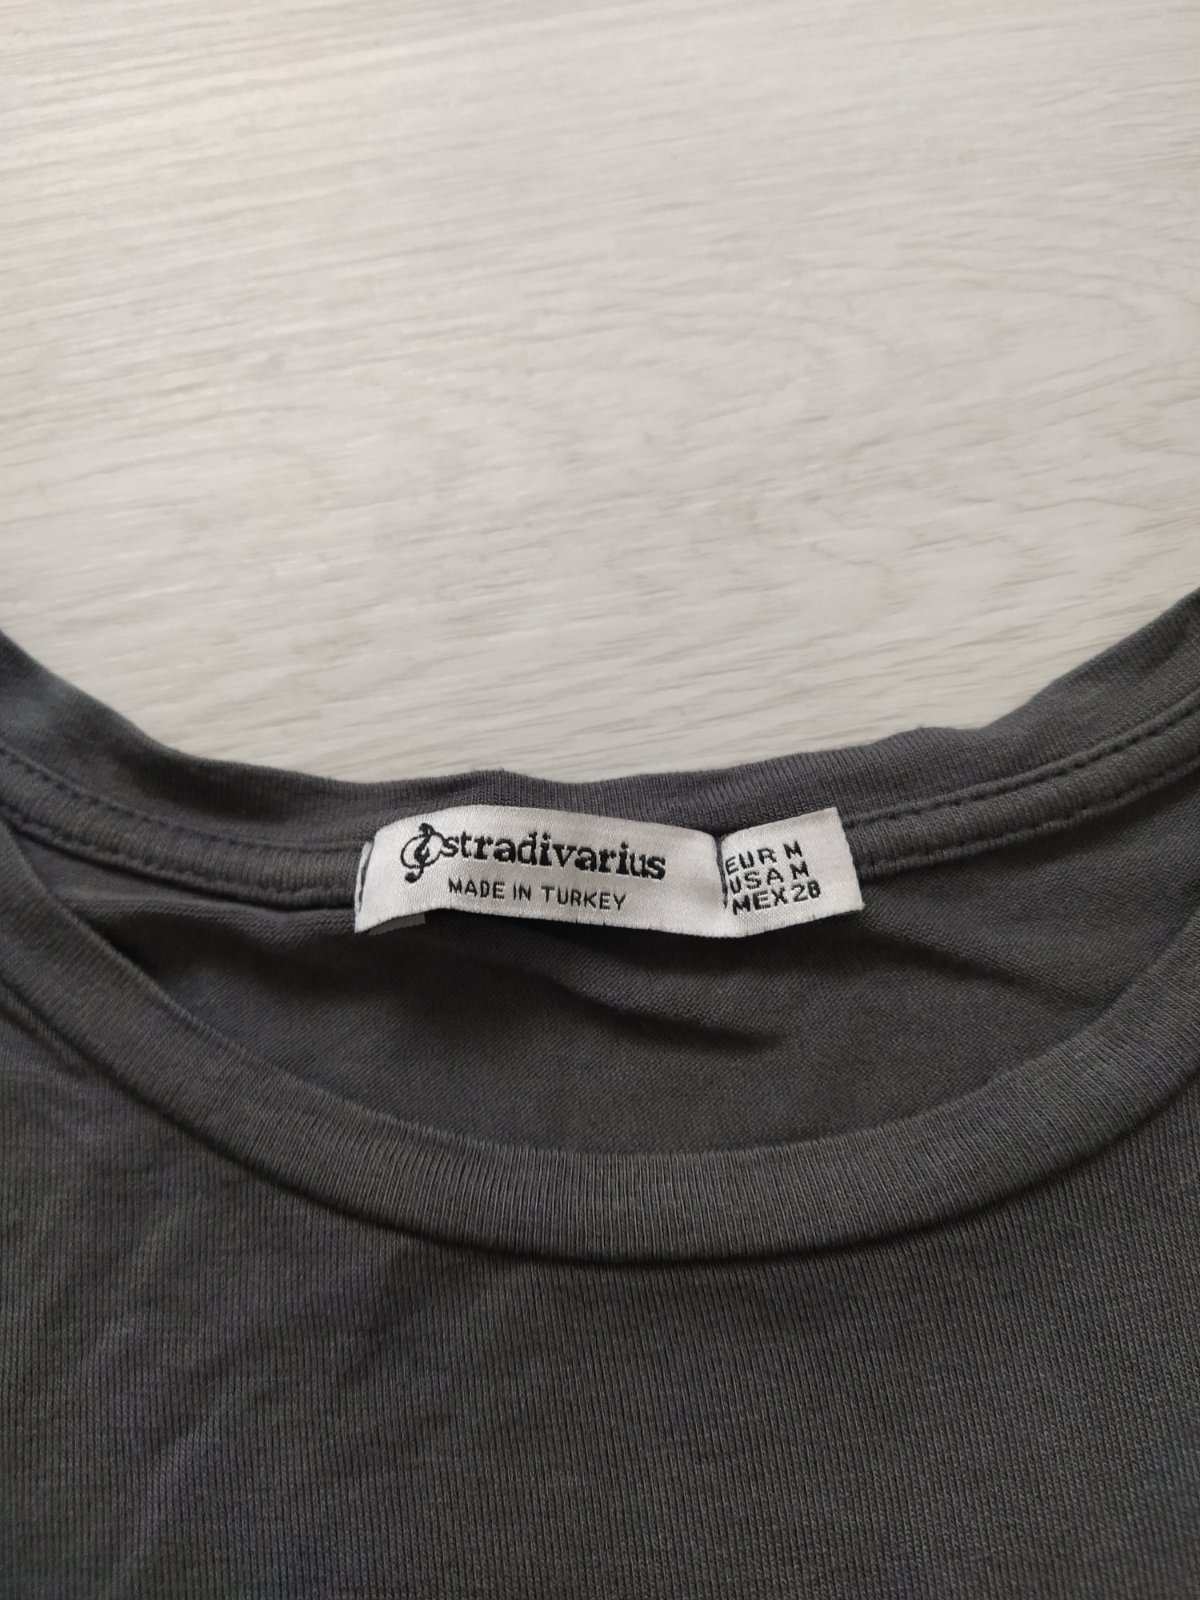 stradivarius
MADE IN TURKEY
EUR M
USA M
MEX 28